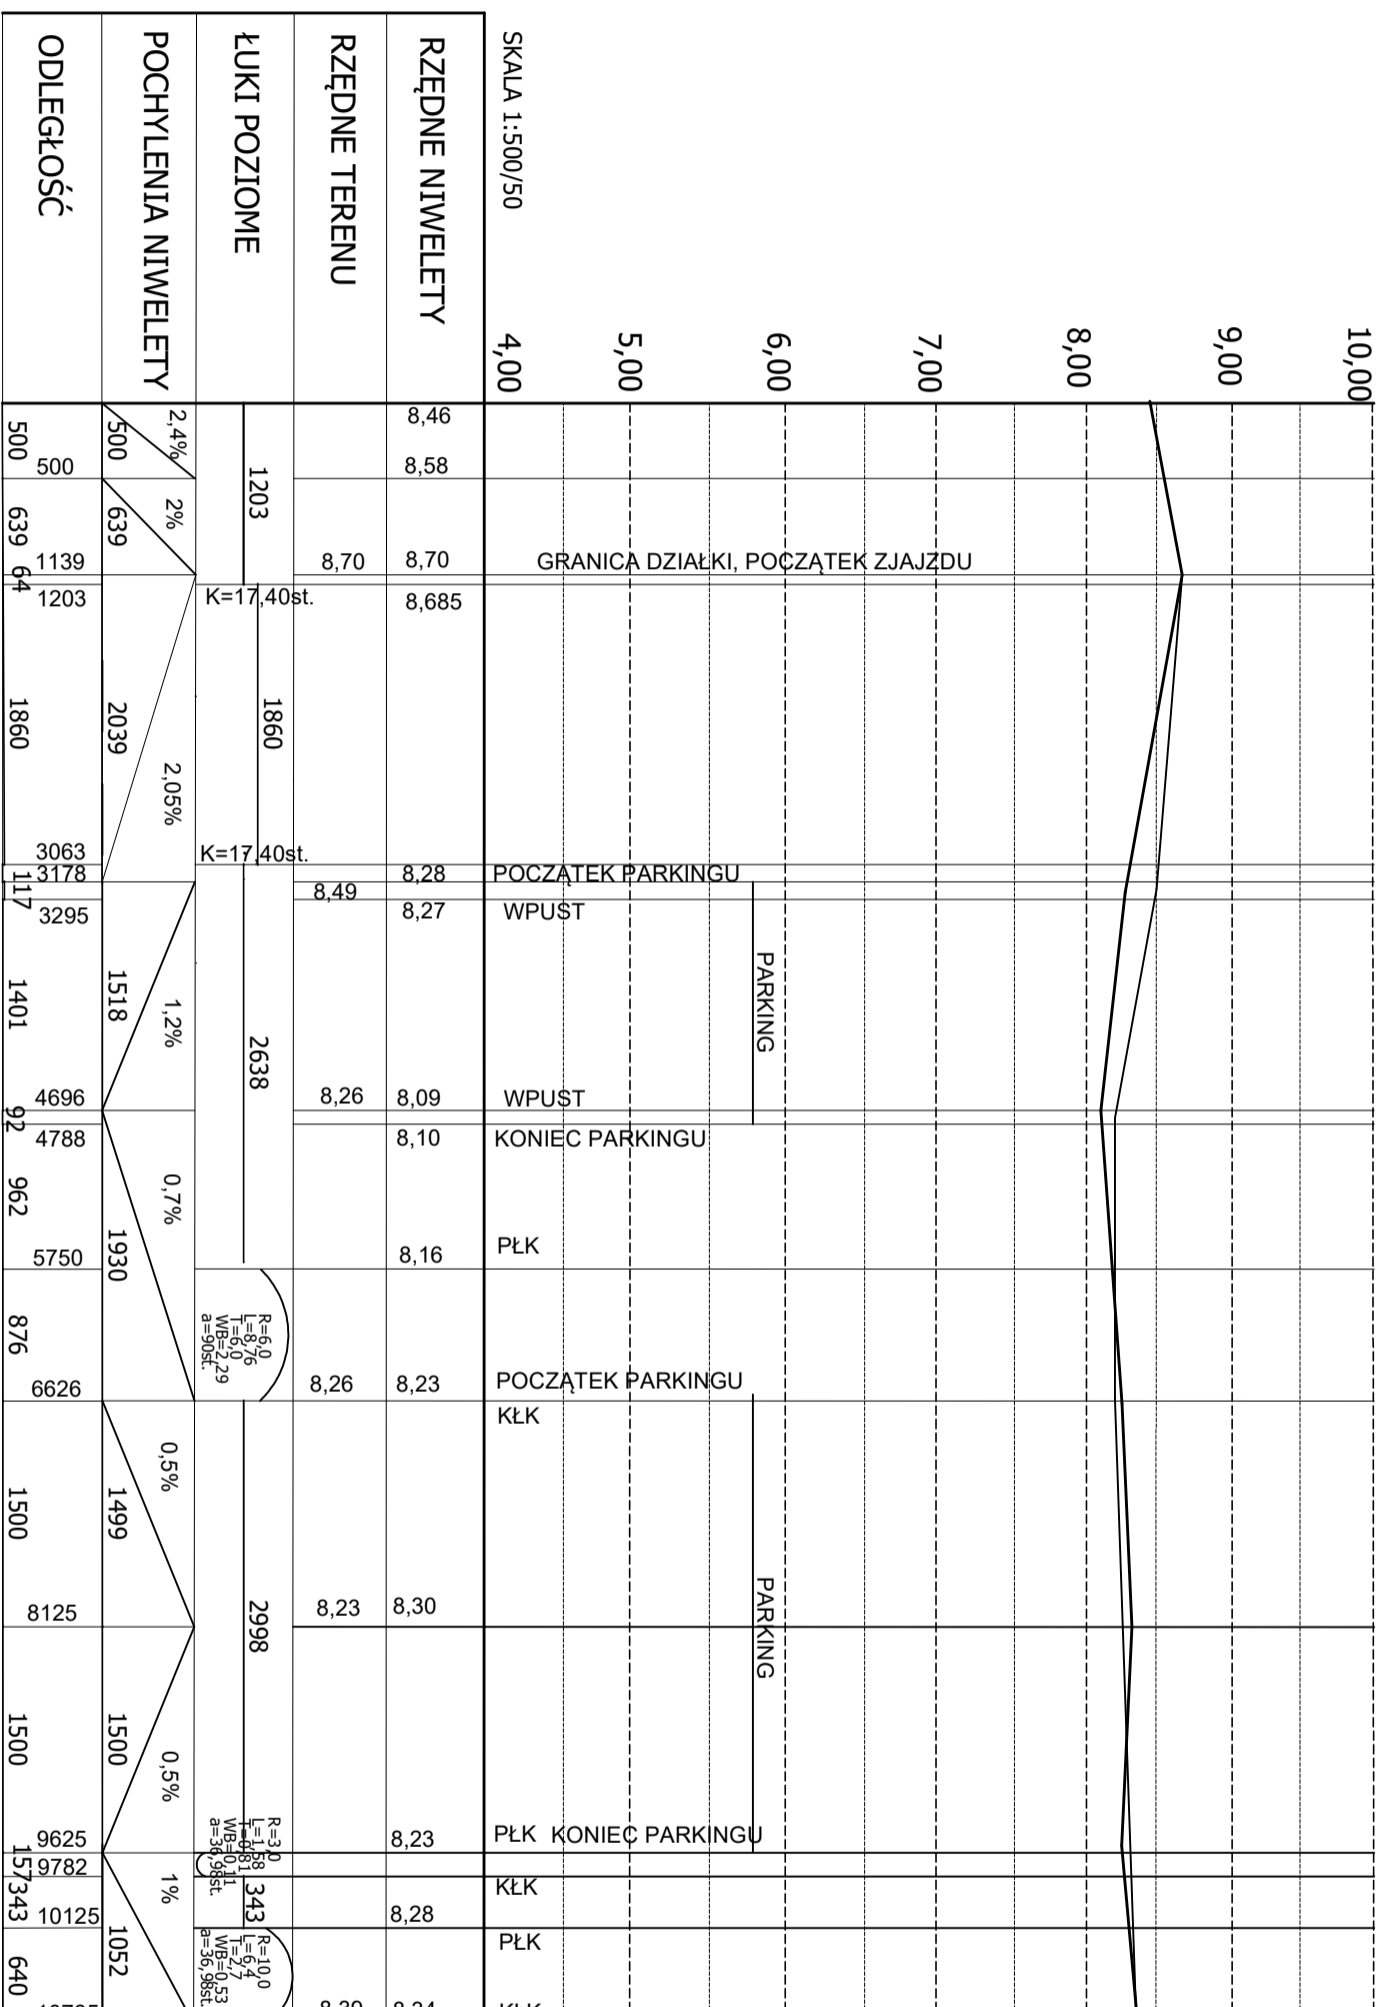 SKALA 1:500/50
10,00
9,00
8,00
7,00
6,00
5,00
4,00
RZĘDNE NIWELETY
RZĘDNE TERENU
ŁUKI POZIOME
POCHYLENIA NIWELETY
ODLEGŁOŚĆ
8,46
8,58
8,70
8,685
8,28
8,27
8,09
8,10
8,16
8,23
8,30
8,23
8,28
8,70
8,49
8,26
8,26
8,23
GRANICA DZIAŁKI, POCZĄTEK ZJAJZDU
POCZĄTEK PARKINGU
WPUST
PARKING
WPUST
KONIEC PARKINGU
PŁK
POCZĄTEK PARKINGU
KŁK
PARKING
PŁK KONIEC PARKINGU
KŁK
PŁK
1203
K=17,40st.
1860
K=17,40st.
2638
R=6,0
L=8,76
T=6,0
WB=2,29
a=90st.
2998
R=3,0
L=1,58
T=0,81
WB=0,11
a=36,98st.
343
R=10,0
L=6,4
T=2,7
WB=0,53
a=36,98st.
2,4%
500
2%
639
2,05%
2039
1,2%
1518
0,7%
1930
0,5%
1499
0,5%
1500
1%
1052
500
1139
1203
3063
3178
3295
4696
4788
5750
6626
8125
9625
9782
10125
500
639
64
1860
117
1401
92
962
876
1500
1500
157
343
640